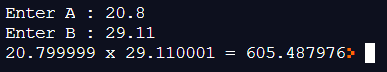 Enter A : 20.8
Enter B : 29.11
20.799999 x 29.110001 = 605.487976>